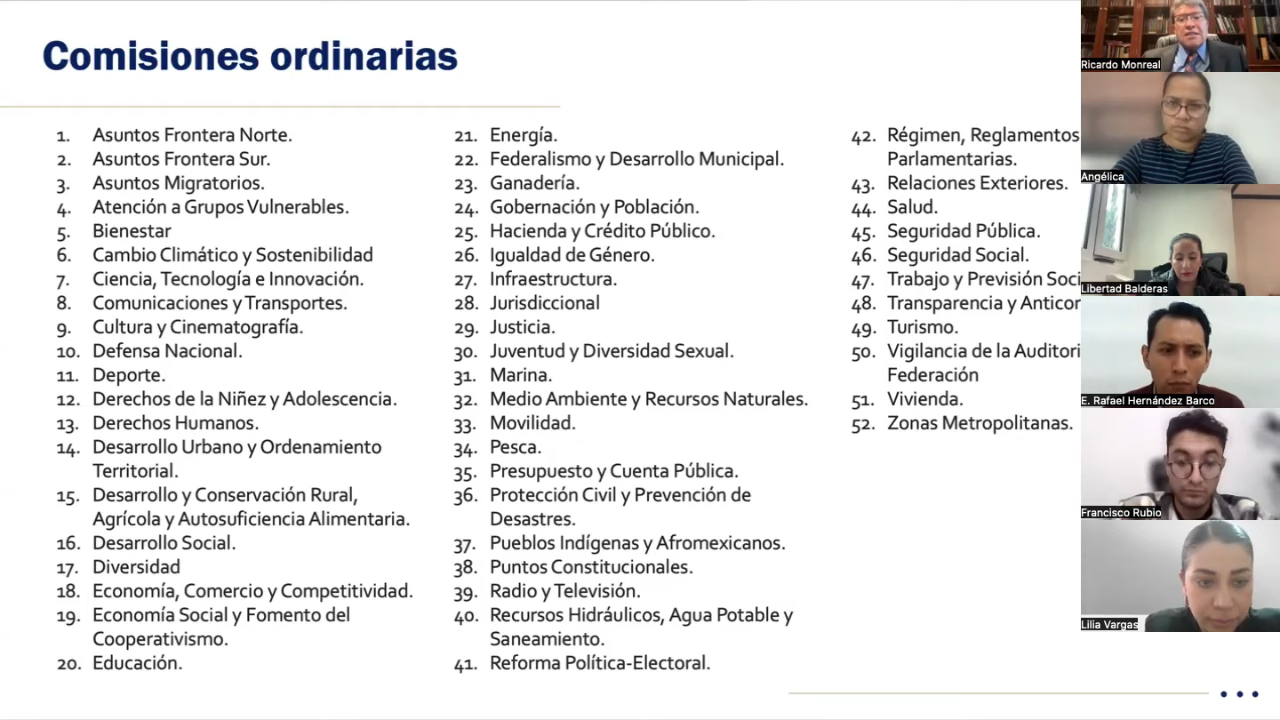 Comisiones ordinarias
1. Asuntos Frontera Norte.
2. Asuntos Frontera Sur.
3. Asuntos Migratorios.
4. Atención a Grupos Vulnerables.
5. Bienestar
6. Cambio Climático y Sostenibilidad
7. Ciencia, Tecnología e Innovación.
8. Comunicaciones y Transportes.
9. Cultura y Cinematografía.
10. Defensa Nacional.
11. Deporte.
12. Derechos de la Niñez y Adolescencia.
13. Derechos Humanos.
14. Desarrollo Urbano y Ordenamiento
Territorial.
15. Desarrollo y Conservación Rural,
Agrícola y Autosuficiencia Alimentaria.
16. Desarrollo Social.
17. Diversidad
18. Economía, Comercio y Competitividad.
19. Economía Social y Fomento del
Cooperativismo.
20. Educación.
21. Energía.
22. Federalismo y Desarrollo Municipal.
23. Ganadería.
24. Gobernación y Población.
25. Hacienda y Crédito Público.
26. Igualdad de Género.
27. Infraestructura.
28. Jurisdiccional
29. Justicia.
30. Juventud y Diversidad Sexual.
31. Marina.
32. Medio Ambiente y Recursos Naturales.
33. Movilidad.
34. Pesca.
35. Presupuesto y Cuenta Pública.
36. Protección Civil y Prevención de
Desastres.
37. Pueblos Indígenas y Afromexicanos.
38. Puntos Constitucionales.
39. Radio y Televisión.
40. Recursos Hidráulicos, Agua Potable y
Saneamiento.
41. Reforma Política-Electoral.
42. Régimen, Reglamentos
Parlamentarias.
43. Relaciones Exteriores.
44. Salud.
45. Seguridad Pública.
46. Seguridad Social.
47. Trabajo y Previsión Soci
48. Transparencia y Anticor
49. Turismo.
50. Vigilancia de la Auditori
Federación
51. Vivienda.
52. Zonas Metropolitanas.
Ricardo Monreal
Angélica
Libertad Balderas
E. Rafael Hernández Barco
Francisco Rubio
Lilia Vargas